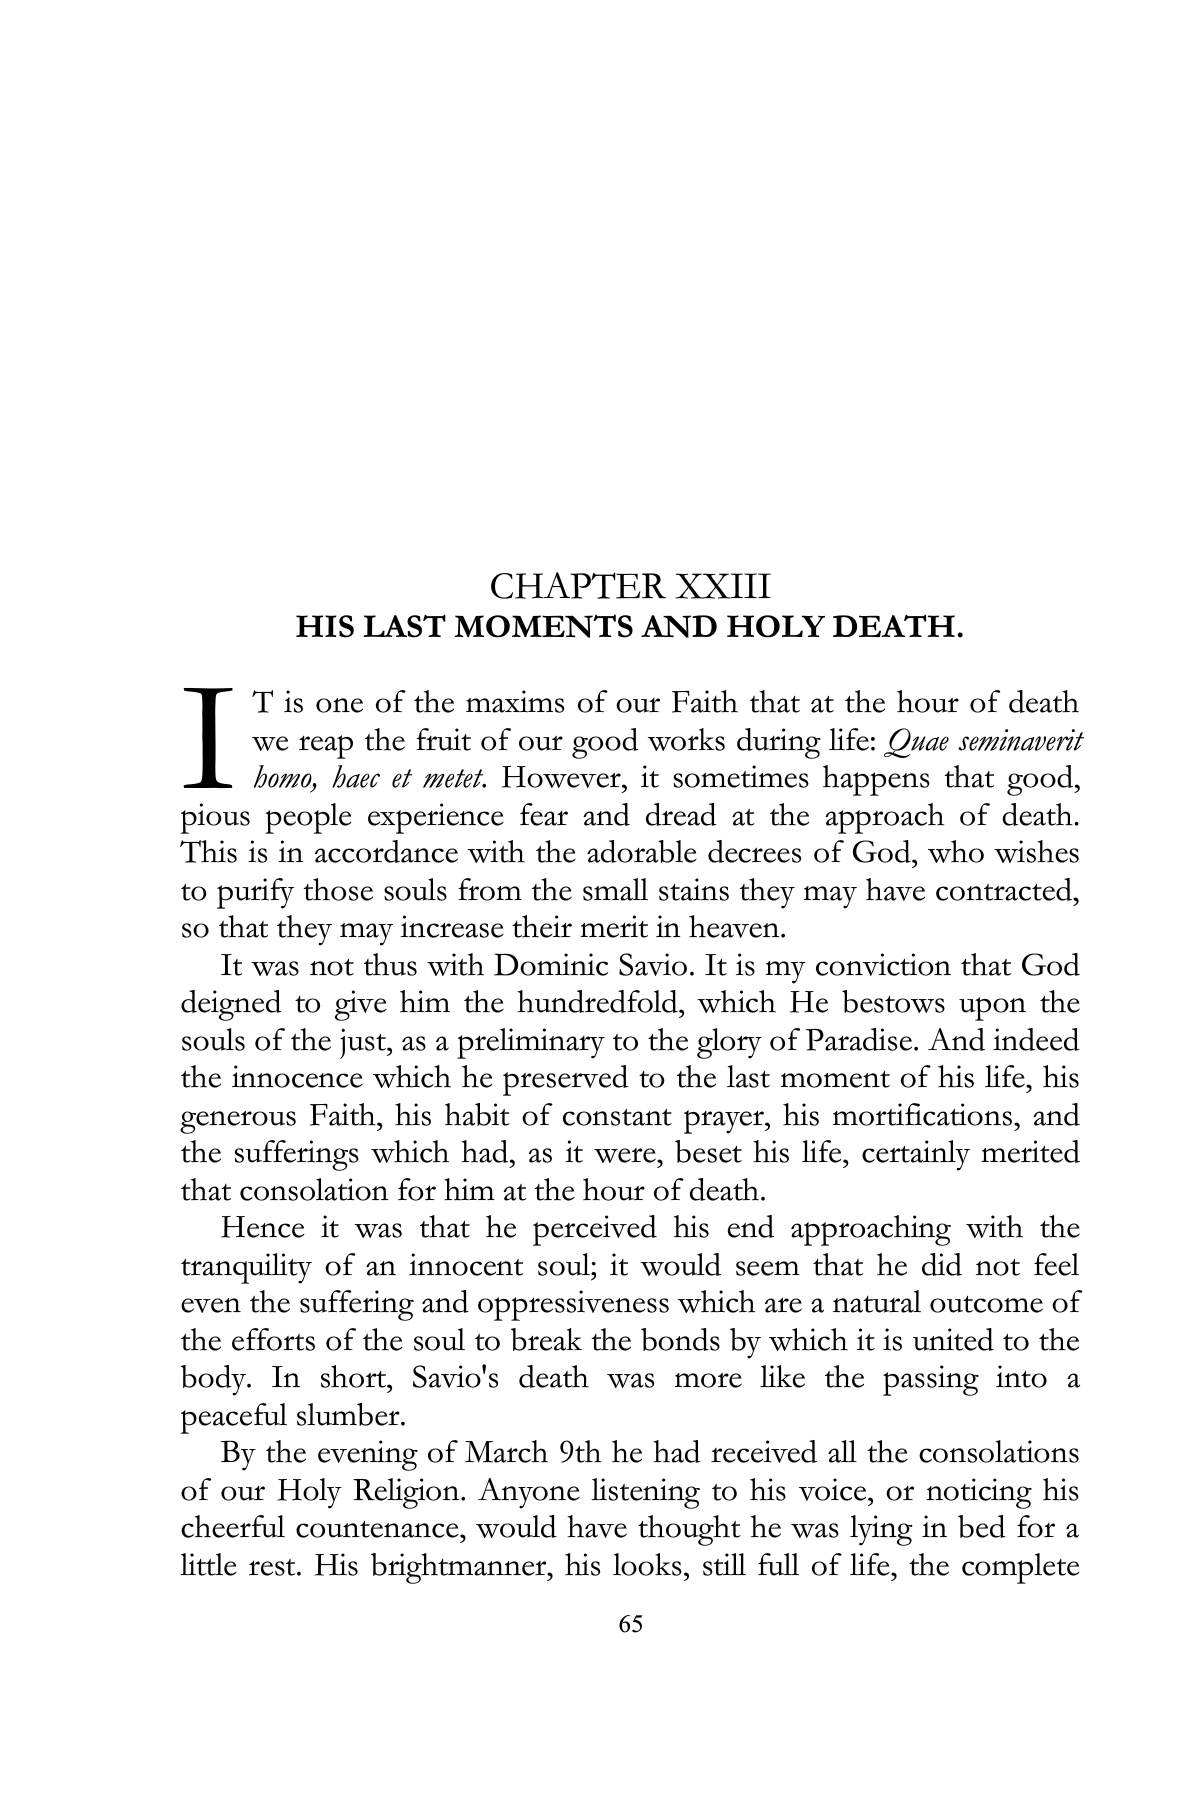 CHAPTER XXIII
HIS LAST MOMENTS AND HOLY DEATH.
IT is one of the maxims of our Faith that at the hour of death
we reap the fruit of our good works during life: Quae seminaverit
homo, haec et metet. However, it sometimes happens that good,
pious people experience fear and dread at the approach of death.
This is in accordance with the adorable decrees of God, who wishes
to purify those souls from the small stains they may have contracted,
so that they may increase their merit in heaven.
It was not thus with Dominic Savio. It is my conviction that God
deigned to give him the hundredfold, which He bestows upon the
souls of the just, as a preliminary to the glory of Paradise. And indeed
the innocence which he preserved to the last moment of his life, his
generous Faith, his habit of constant prayer, his mortifications, and
the sufferings which had, as it were, beset his life, certainly merited
that consolation for him at the hour of death.
Hence it was that he perceived his end approaching with the
tranquility of an innocent soul; it would seem that he did not feel
even the suffering and oppressiveness which are a natural outcome of
the efforts of the soul to break the bonds by which it is united to the
body. In short, Savio's death was more like the passing into a
peaceful slumber.
By the evening of March 9th he had received all the consolations
of our Holy Religion. Anyone listening to his voice, or noticing his
cheerful countenance, would have thought he was lying in bed for a
little rest. His brightmanner, his looks, still full of life, the complete
65